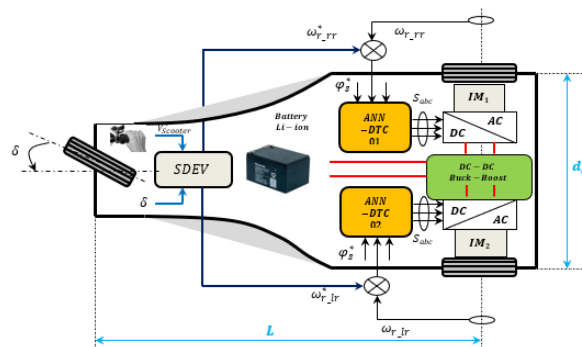 ω*r_rr
ωr_rr
φ*s
Sabc
IM1
VScooter
Battery
Li-ion
ANN
-DTC
01
AC
DC
δ
SDEV
DC-DC
Buck-Boost
d
δ
ANN
-DTC
02
DC
AC
Sabc
φ*s
IM2
ω*r_lr
ωr_lr
L